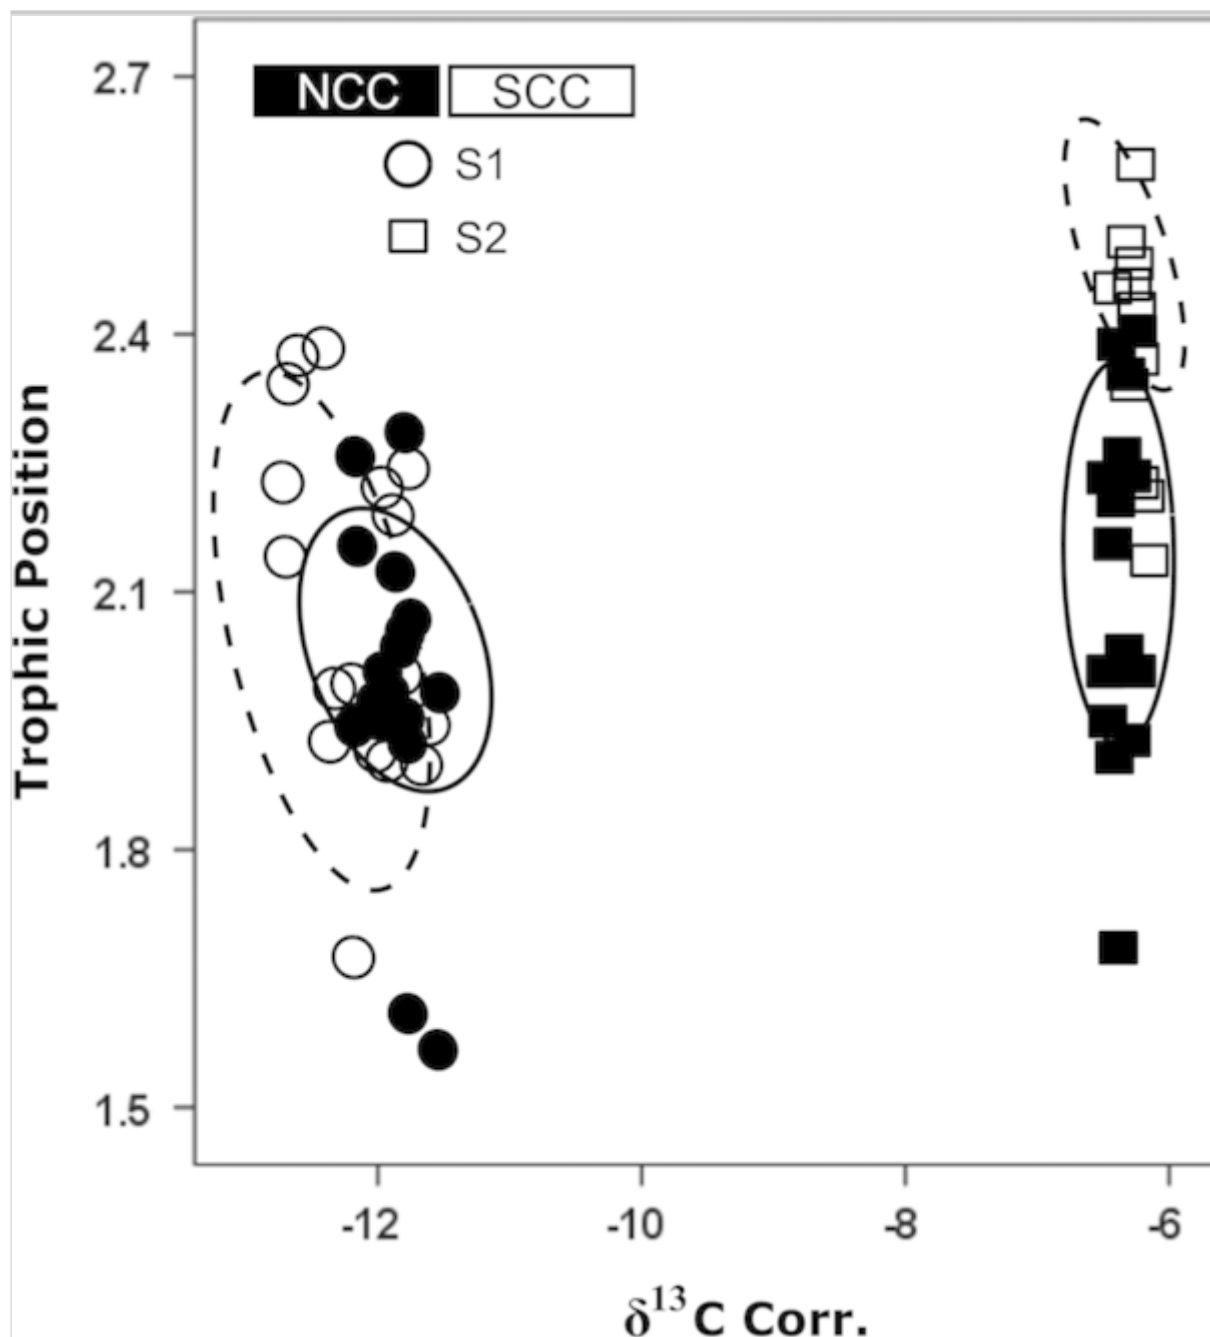 2.7
NCC SCC
S1
S2
2.4
Trophic Position
2.1
1.8
1.5
-12 -10 -8 -6
δ¹³C Corr.